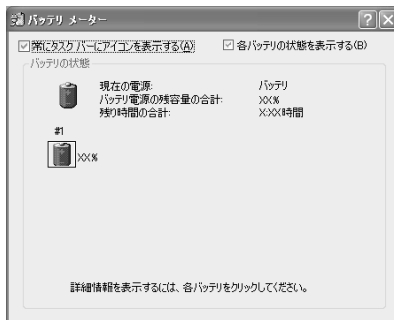 バッテリ メーター
常にタスク バーにアイコンを表示する(A)
各バッテリの状態を表示する(B)
バッテリの状態
現在の電源: バッテリ
バッテリ電源の残容量の合計: XX%
残り時間の合計: X:XX時間
#1
XX%
詳細情報を表示するには、各バッテリをクリックしてください。